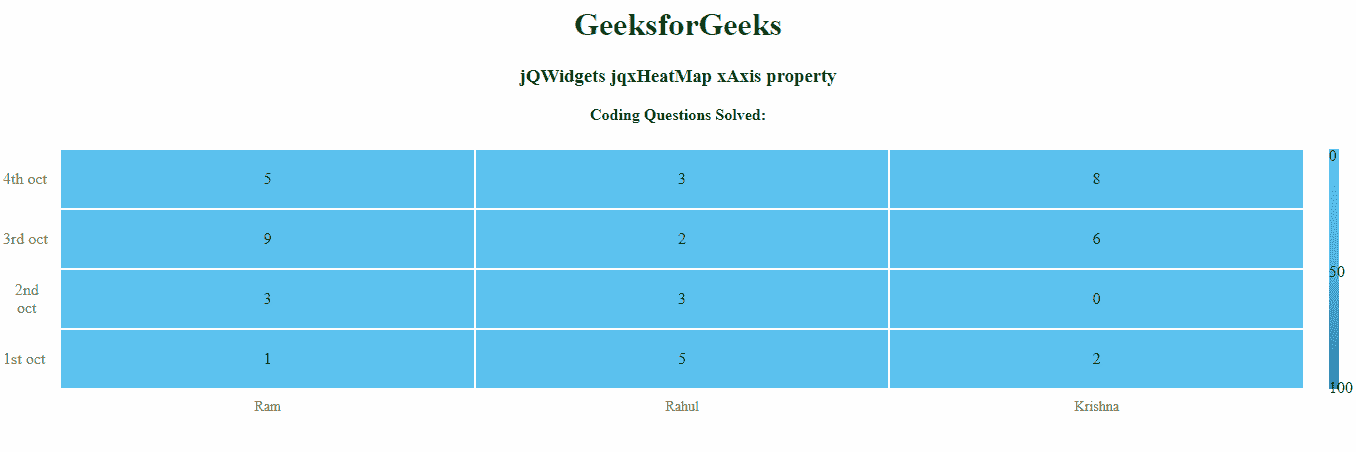 GeeksforGeeks
jQWidgets jqxHeatMap xAxis property
Coding Questions Solved:
4th oct 5 3 8 0
3rd oct 9 2 6
50
2nd
oct 3 3 0
1st oct 1 5 2
100
Ram Rahul Krishna